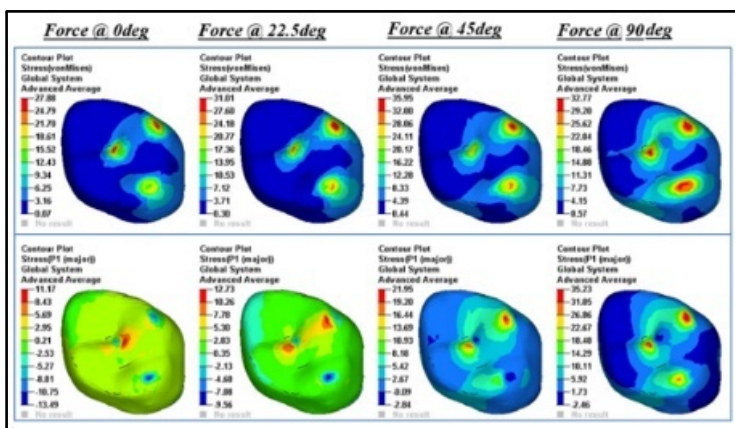 Force @ 0deg
Force @ 22.5deg
Force @ 45deg
Force @ 90deg
Contour Plot
Stress(vonMises)
Global System
Advanced Average
27.88
24.79
21.70
18.61
15.52
12.43
9.34
6.25
3.16
0.07
No result
Contour Plot
Stress(vonMises)
Global System
Advanced Average
31.01
27.60
24.18
20.77
17.36
13.95
10.53
7.12
3.71
0.30
No result
Contour Plot
Stress(vonMises)
Global System
Advanced Average
35.95
32.00
28.06
24.11
20.17
16.22
12.28
8.33
4.39
0.44
No result
Contour Plot
Stress(vonMises)
Global System
Advanced Average
32.77
29.20
25.62
22.04
18.46
14.88
11.31
7.73
4.15
0.57
No result
Contour Plot
Stress(P1 (major))
Global System
Advanced Average
11.17
8.43
5.69
2.95
0.21
-2.53
-5.27
-8.01
-10.75
-13.49
No result
Contour Plot
Stress(P1 (major))
Global System
Advanced Average
12.73
10.26
7.78
5.30
2.83
0.35
-2.13
-4.60
-7.08
-9.56
No result
Contour Plot
Stress(P1 (major))
Global System
Advanced Average
21.95
19.20
16.44
13.69
10.93
8.18
5.42
2.67
-0.09
-2.84
No result
Contour Plot
Stress(P1 (major))
Global System
Advanced Average
35.23
31.05
26.86
22.67
18.48
14.29
10.11
5.92
1.73
-2.46
No result